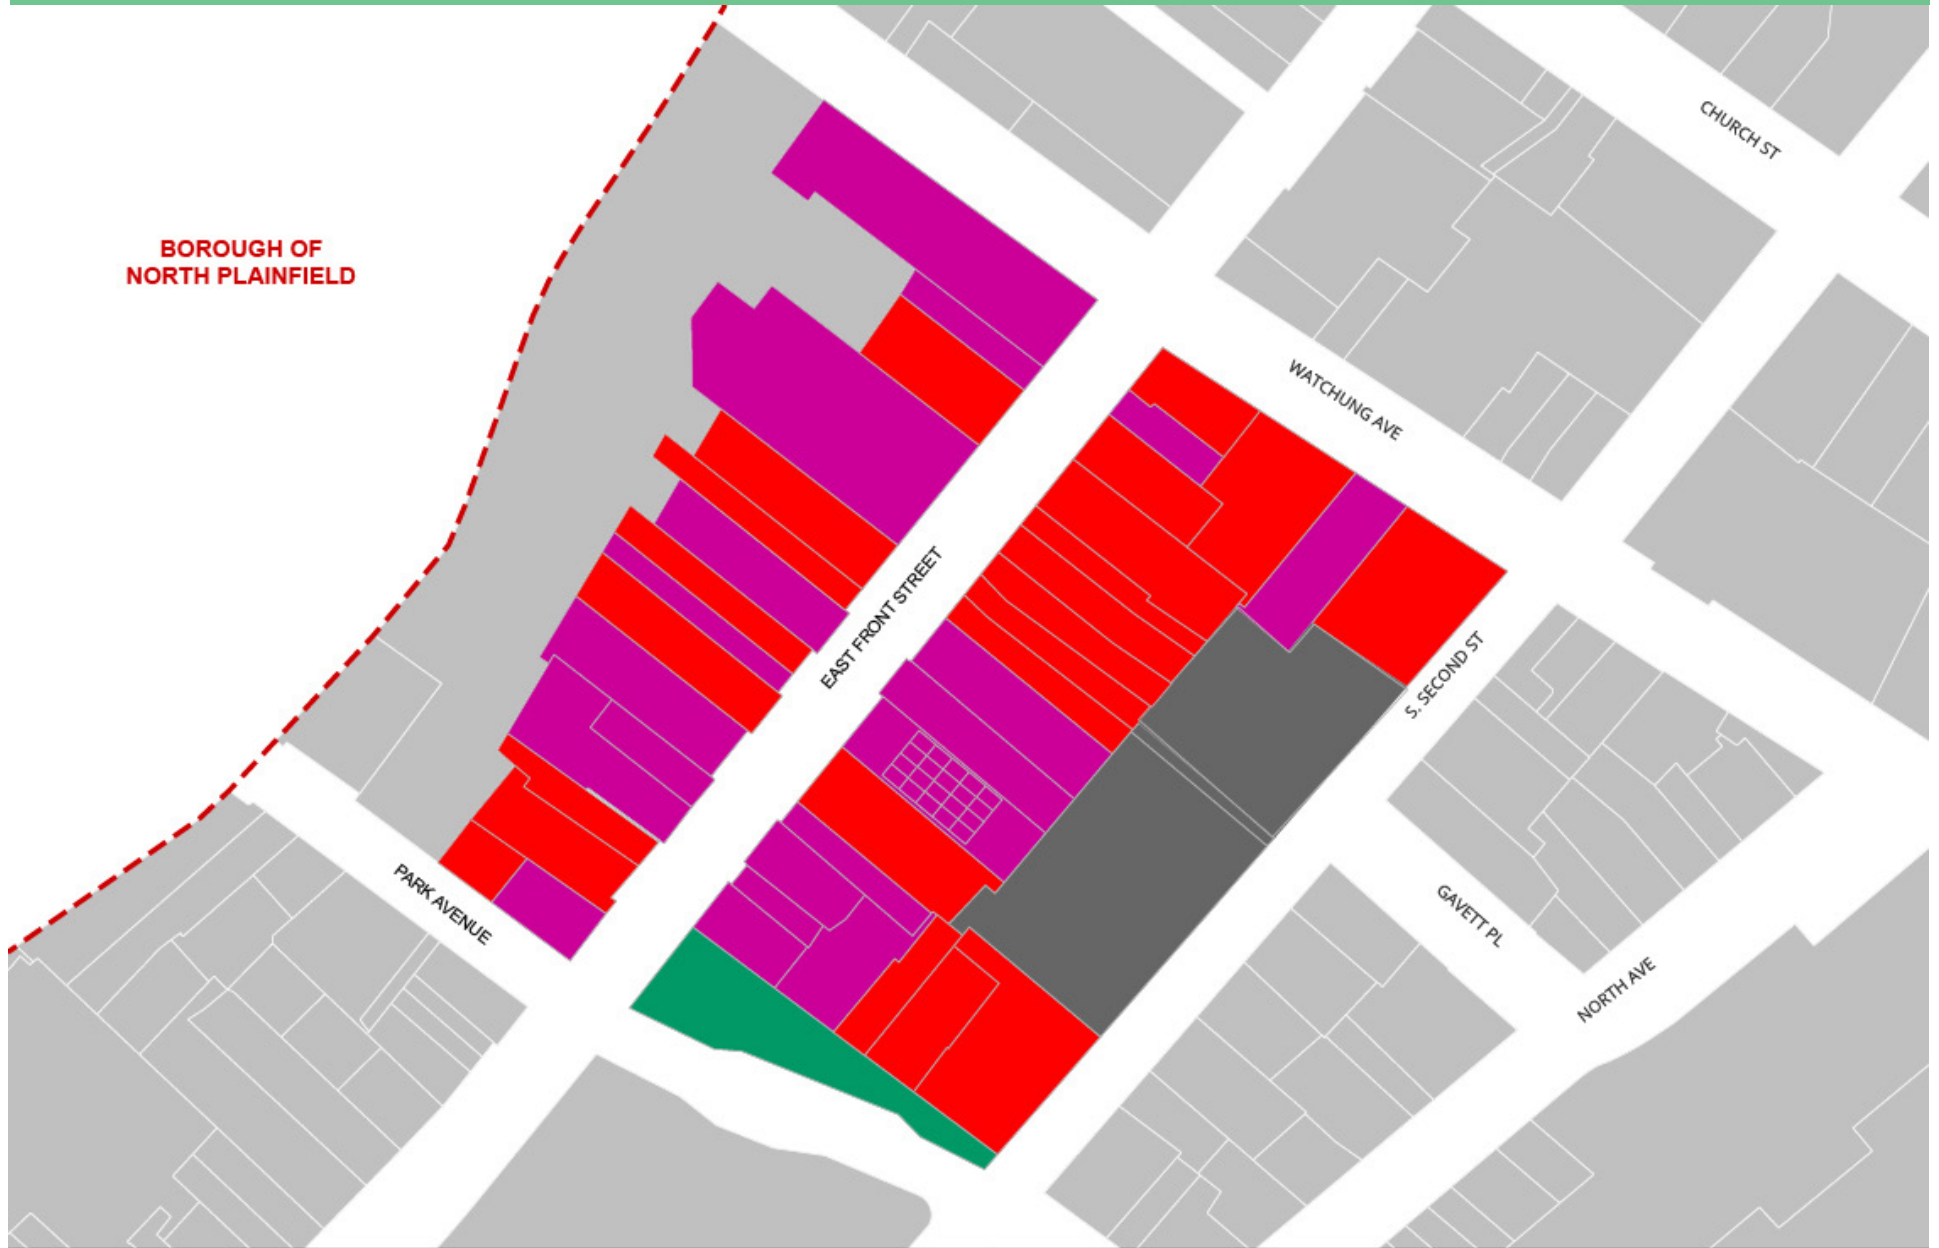 CHURCH ST
BOROUGH OF
NORTH PLAINFIELD
WATCHUNG AVE
EAST FRONT STREET
S. SECOND ST
PARK AVENUE
GAVETT PL
NORTH AVE